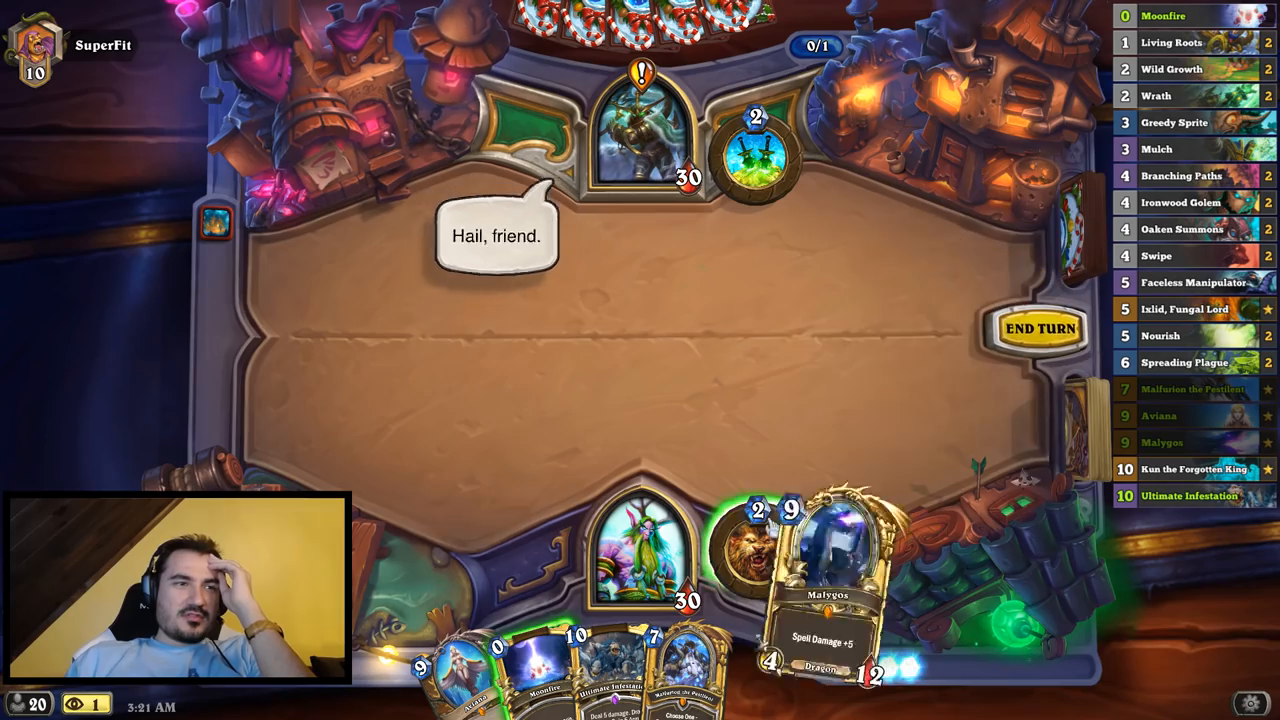 SuperFit
10
0/1
2
30
Hail, friend.
END TURN
0 Moonfire
1 Living Roots 2
2 Wild Growth 2
2 Wrath 2
3 Greedy Sprite 2
3 Mulch
4 Branching Paths 2
4 Ironwood Golem 2
4 Oaken Summons 2
4 Swipe 2
5 Faceless Manipulator
5 Ixlid, Fungal Lord
5 Nourish 2
6 Spreading Plague 2
7 Malfurion the Pestilent
9 Aviana
9 Malygos
10 Kun the Forgotten King
10 Ultimate Infestation
2
30
9
Malygos
Spell Damage +5
4
Dragon
12
9
Aviana
0
Moonfire
10
Ultimate Infestatio
7
Malfurion the Pestilent
Choose One -
20
1
3:21 AM